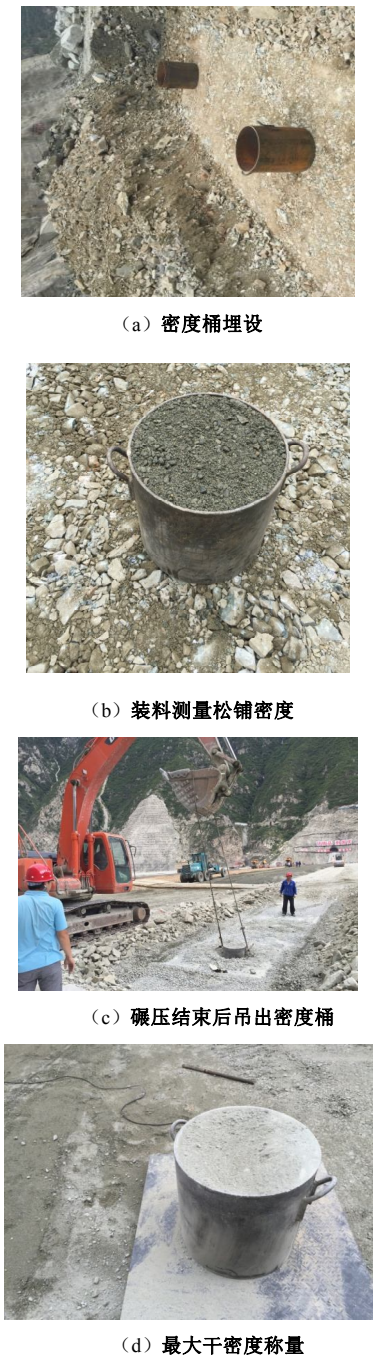 （a）密度桶埋设
（b）装料测量松铺密度
（c）碾压结束后吊出密度桶
（d）最大干密度称量